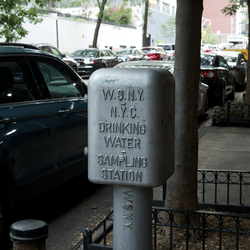 W.S.N.Y.
N.Y.C.
DRINKING
WATER
SAMPLING
STATION
W.S.N.Y.